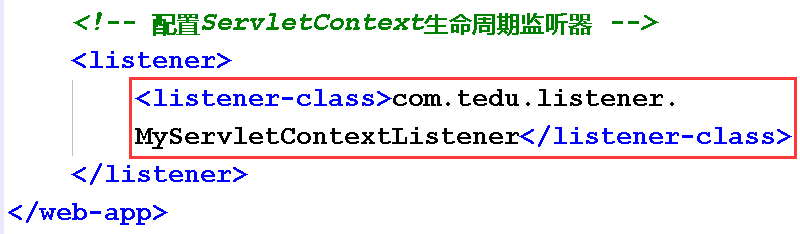 <!-- 配置ServletContext生命周期监听器 -->
<listener>
<listener-class>com.tedu.listener.
MyServletContextListener</listener-class>
</listener>
</web-app>